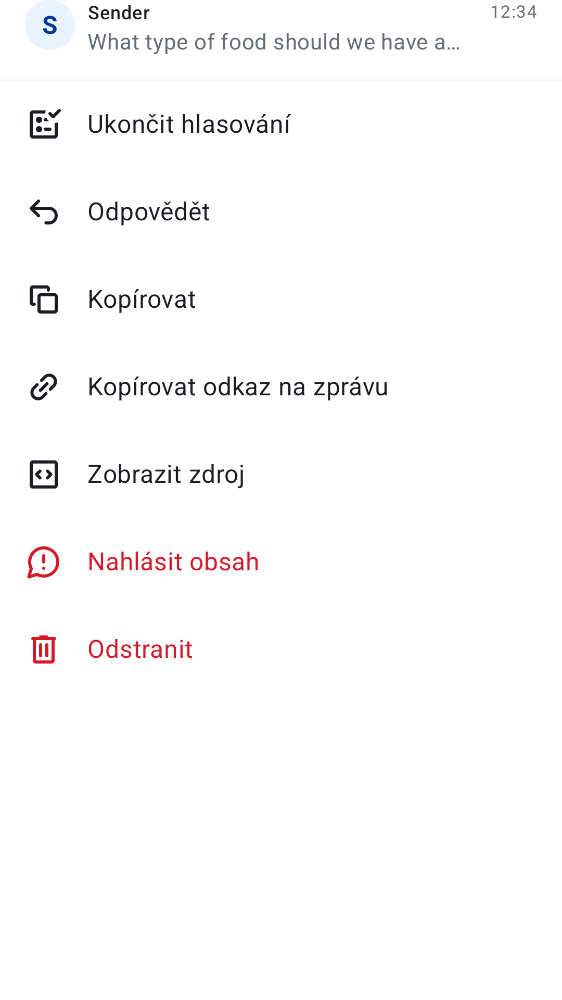 S
Sender
12:34
What type of food should we have a…
Ukončit hlasování
Odpovědět
Kopírovat
Kopírovat odkaz na zprávu
Zobrazit zdroj
Nahlásit obsah
Odstranit